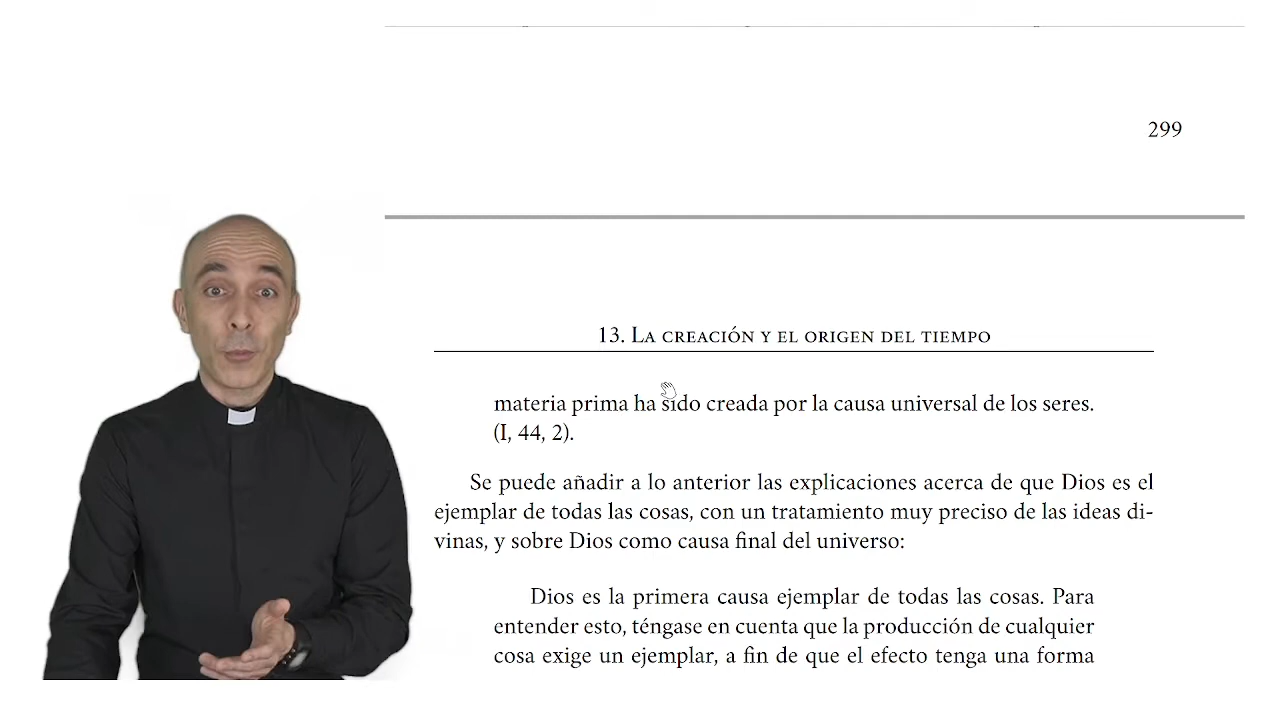 299
13. La creación y el origen del tiempo
materia prima ha sido creada por la causa universal de los seres.
(I, 44, 2).
Se puede añadir a lo anterior las explicaciones acerca de que Dios es el
ejemplar de todas las cosas, con un tratamiento muy preciso de las ideas di-
vinas, y sobre Dios como causa final del universo:
Dios es la primera causa ejemplar de todas las cosas. Para
entender esto, téngase en cuenta que la producción de cualquier
cosa exige un ejemplar, a fin de que el efecto tenga una forma